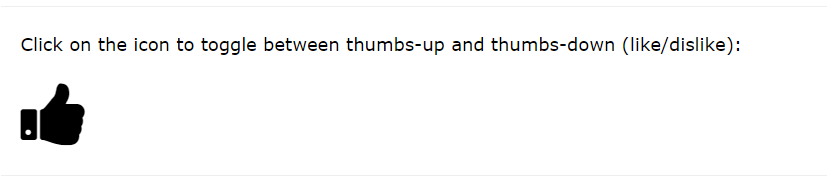 Click on the icon to toggle between thumbs-up and thumbs-down (like/dislike):